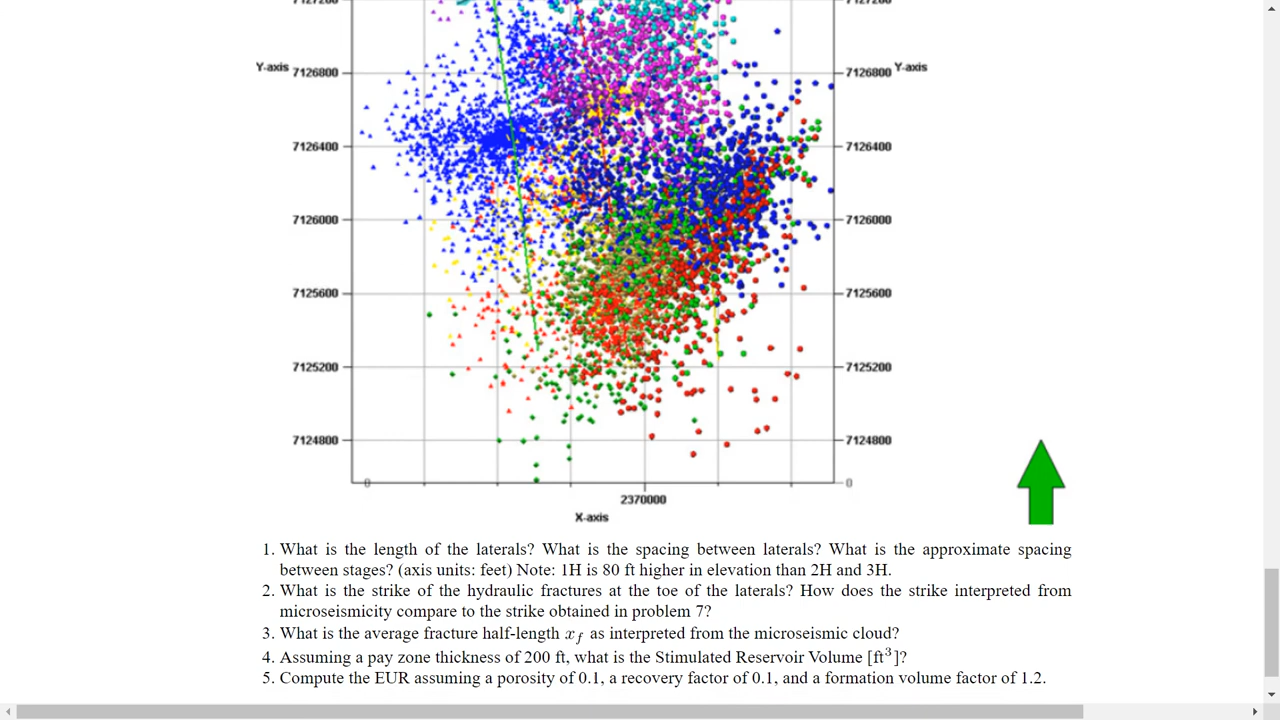 7127200 7127200
Y-axis 7126800 7126800 Y-axis
7126400 7126400
7126000 7126000
7125600 7125600
7125200 7125200
7124800 7124800
0 0
2370000
X-axis
1. What is the length of the laterals? What is the spacing between laterals? What is the approximate spacing
between stages? (axis units: feet) Note: 1H is 80 ft higher in elevation than 2H and 3H.
2. What is the strike of the hydraulic fractures at the toe of the laterals? How does the strike interpreted from
microseismicity compare to the strike obtained in problem 7?
3. What is the average fracture half-length x_f as interpreted from the microseismic cloud?
4. Assuming a pay zone thickness of 200 ft, what is the Stimulated Reservoir Volume [ft³]?
5. Compute the EUR assuming a porosity of 0.1, a recovery factor of 0.1, and a formation volume factor of 1.2.